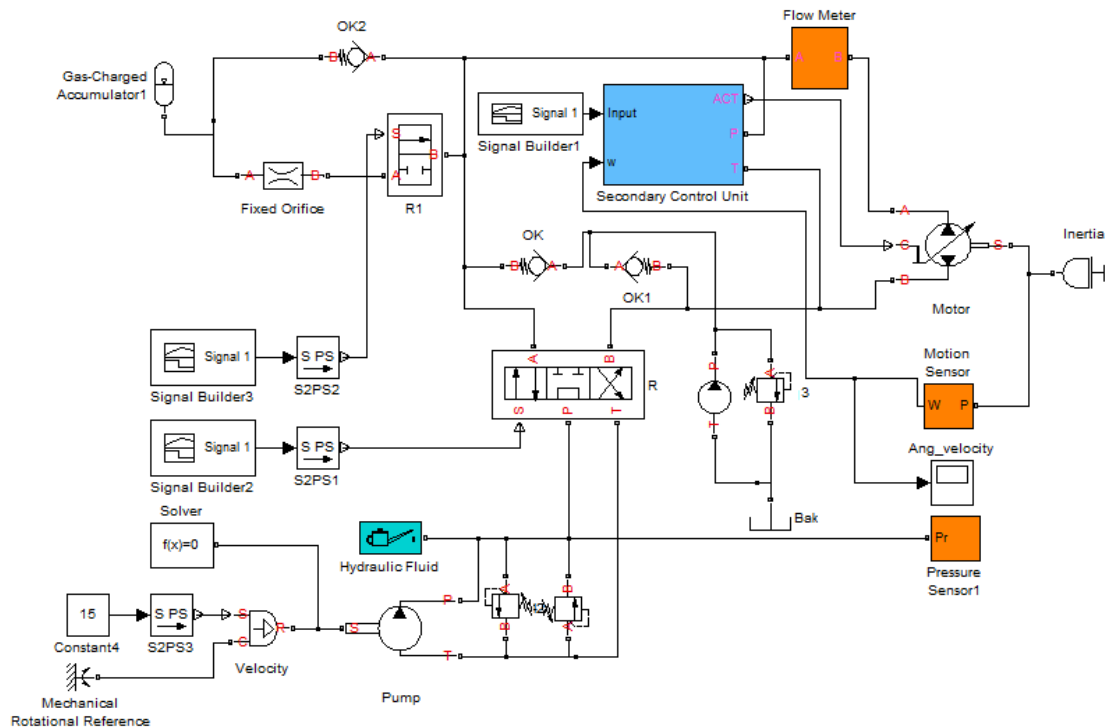 OK2
B A
Gas-Charged
Accumulator1
Flow Meter
A B
Signal 1
Signal Builder1
Input
w
ACT
P
T
Secondary Control Unit
S
A
B
R1
A B
Fixed Orifice
OK
B A
A B
OK1
A
C
B
S
Motor
Inertia
Signal 1
Signal Builder3
S PS
S2PS2
A B
S P T
R
P
T
A
B
3
Motion
Sensor
W P
Signal 1
Signal Builder2
S PS
S2PS1
Ang_velocity
Bak
Solver
f(x)=0
Hydraulic Fluid
Pr
Pressure
Sensor1
A
B
B
A
15
Constant4
S PS
S2PS3
S
C
R
Velocity
S
P
T
Pump
Mechanical
Rotational Reference